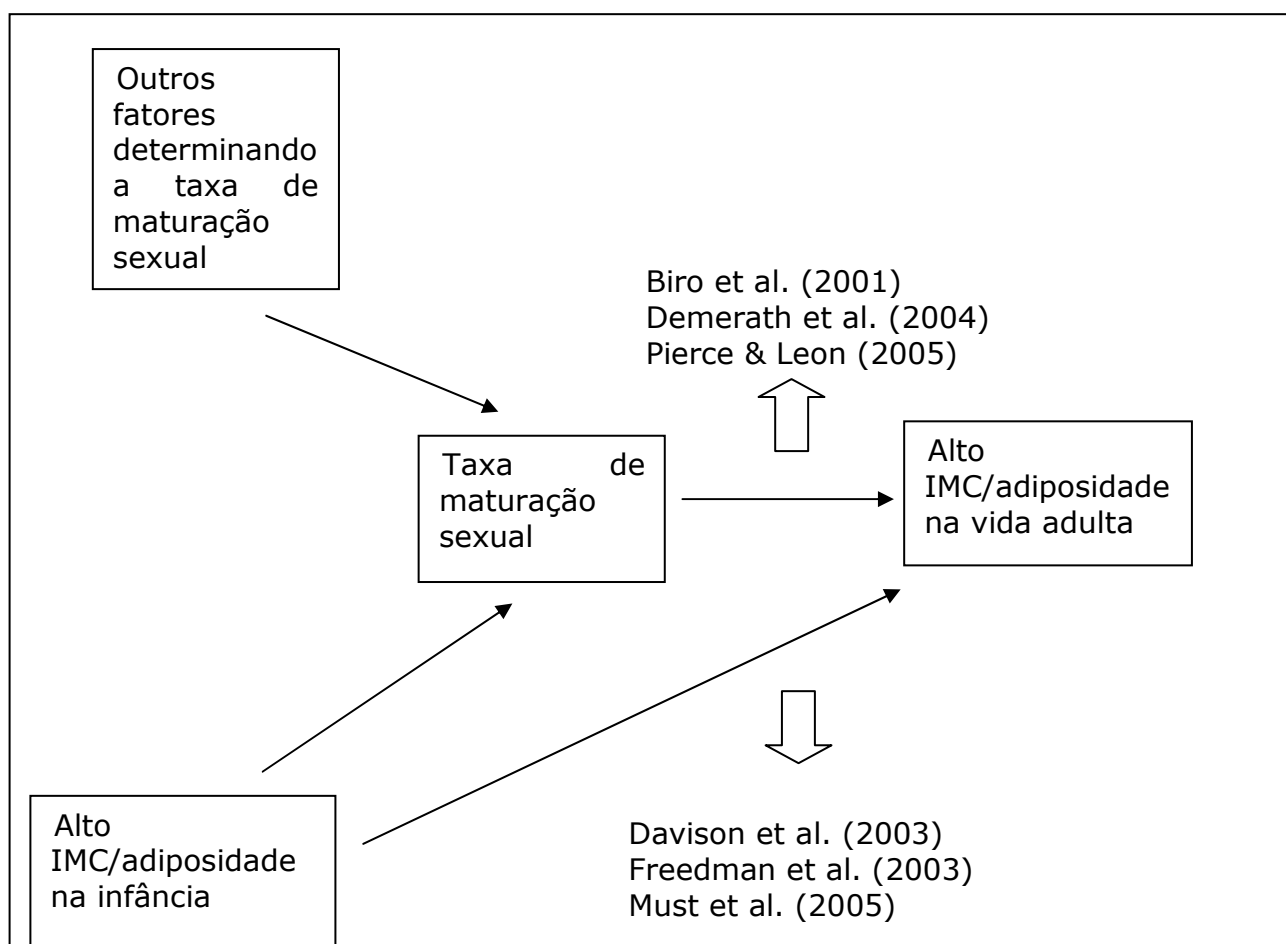 Outros
fatores
determinando
a taxa de
maturação
sexual
Biro et al. (2001)
Demerath et al. (2004)
Pierce & Leon (2005)
Taxa de
maturação
sexual
Alto
IMC/adiposidade
na vida adulta
Alto
IMC/adiposidade
na infância
Davison et al. (2003)
Freedman et al. (2003)
Must et al. (2005)